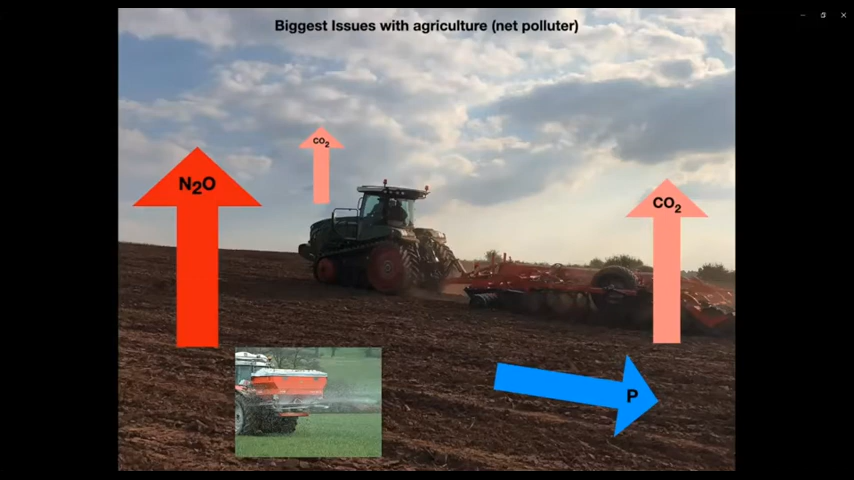 Biggest Issues with agriculture (net polluter)
CO₂
N₂O
CO₂
P